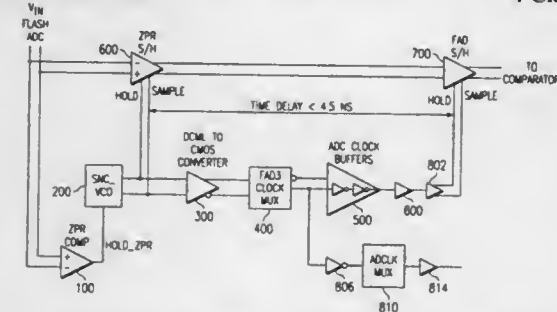 V IN
FLASH
ADC
ZPR
S/H
600
FAD
S/H
700
TO
COMPARATOR
HOLD
SAMPLE
HOLD
SAMPLE
TIME DELAY < 4.5 NS
DCML TO
CMOS
CONVERTER
ADC CLOCK
BUFFERS
802
SNC_
VCO
200
300
FAD3
CLOCK
MUX
400
500
600
ZPR
COMP
HOLD_ZPR
100
806
ADCLK
MUX
810
814